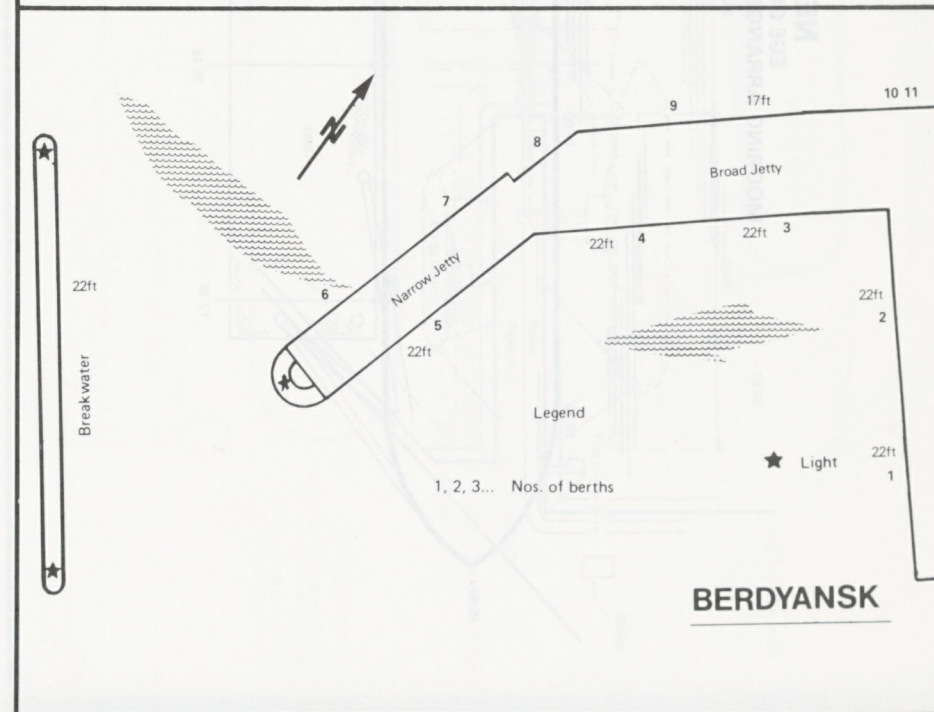 9
17ft
10 11
8
Broad Jetty
7
22ft
4
22ft
3
Narrow Jetty
22ft
6
22ft
2
5
22ft
Breakwater
Legend
22ft
1
Light
1, 2, 3... Nos. of berths
BERDYANSK
N